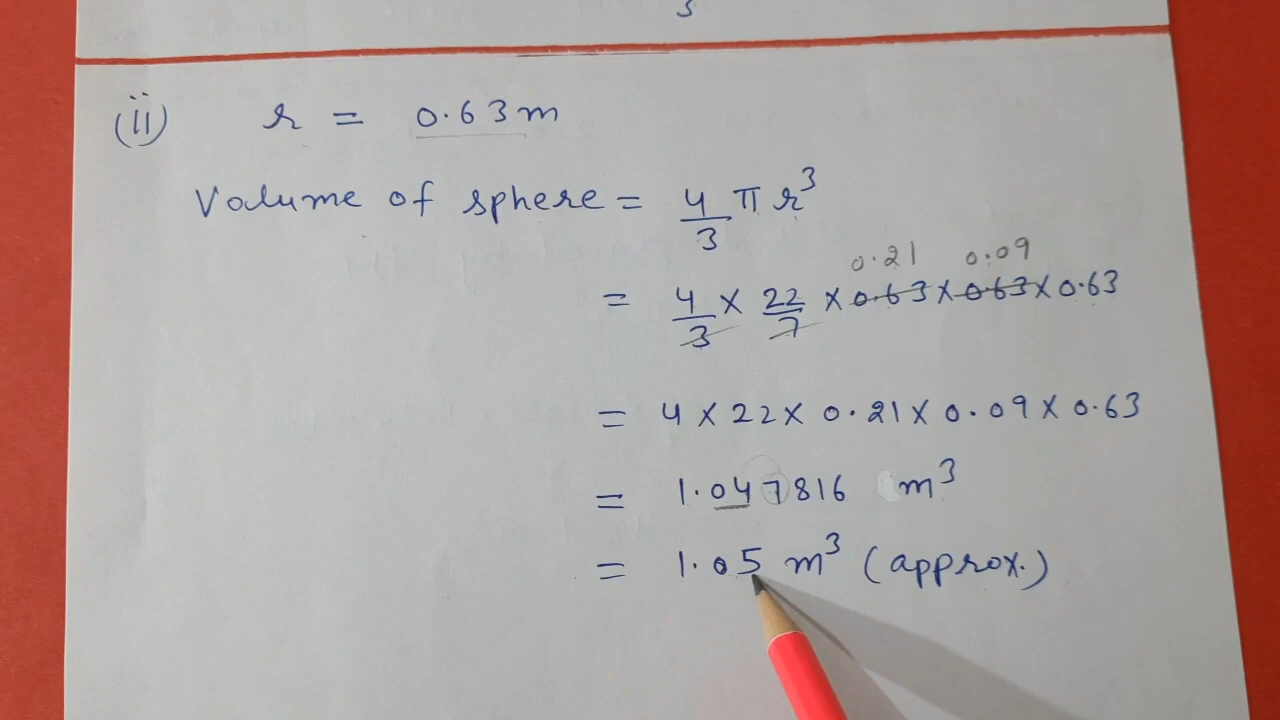 3
(ii) r = 0.63m
Volume of sphere = 4/3 π r³
0.21 0.09
= 4/3 × 22/7 × 0.63 × 0.63 × 0.63
= 4 × 22 × 0.21 × 0.09 × 0.63
= 1.047816 m³
= 1.05 m³ (approx.)